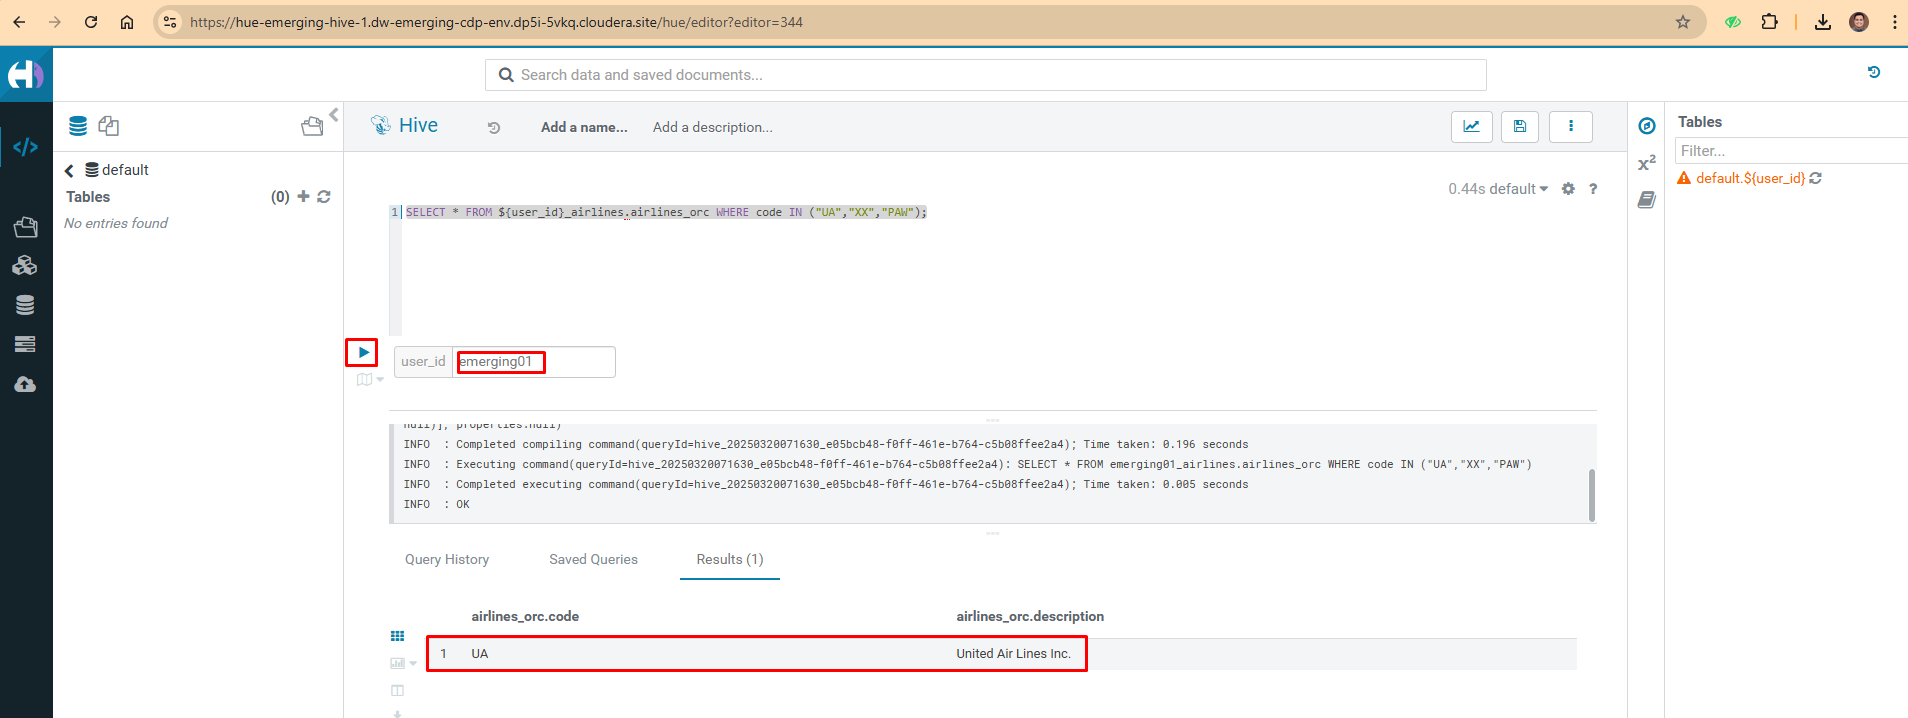 https://hue-emerging-hive-1.dw-emerging-cdp-env.dp5i-5vkq.cloudera.site/hue/editor?editor=344
Search data and saved documents...
Hive
Add a name...
Add a description...
default
Tables
(0)
No entries found
0.44s default
?
1
SELECT * FROM ${user_id}_airlines.airlines_orc WHERE code IN ("UA","XX","PAW");
user_id
emerging01
null)], properties:null)
INFO : Completed compiling command(queryId=hive_20250320071630_e05bcb48-f0ff-461e-b764-c5b08ffee2a4); Time taken: 0.196 seconds
INFO : Executing command(queryId=hive_20250320071630_e05bcb48-f0ff-461e-b764-c5b08ffee2a4): SELECT * FROM emerging01_airlines.airlines_orc WHERE code IN ("UA","XX","PAW")
INFO : Completed executing command(queryId=hive_20250320071630_e05bcb48-f0ff-461e-b764-c5b08ffee2a4); Time taken: 0.005 seconds
INFO : OK
Query History
Saved Queries
Results (1)
airlines_orc.code
airlines_orc.description
1 UA United Air Lines Inc.
x²
Tables
Filter...
default.${user_id}